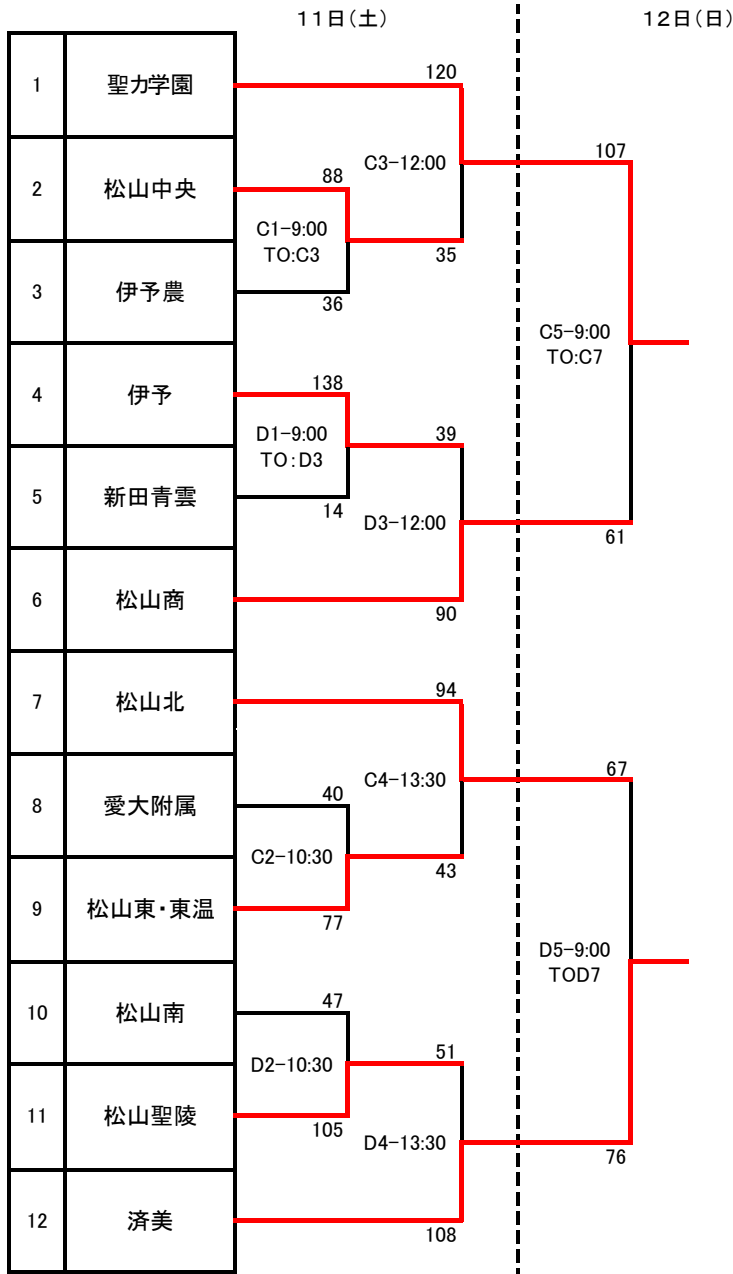 11日(土)
12日(日)
1 聖カ学園
120
107
C3-12:00
2 松山中央
88
C1-9:00
TO:C3
35
3 伊予農
36
C5-9:00
TO:C7
4 伊予
138
D1-9:00
TO:D3
39
5 新田青雲
14
D3-12:00
61
6 松山商
90
7 松山北
94
67
C4-13:30
8 愛大附属
40
C2-10:30
43
9 松山東・東温
77
D5-9:00
TOD7
10 松山南
47
D2-10:30
51
11 松山聖陵
105
D4-13:30
76
12 済美
108